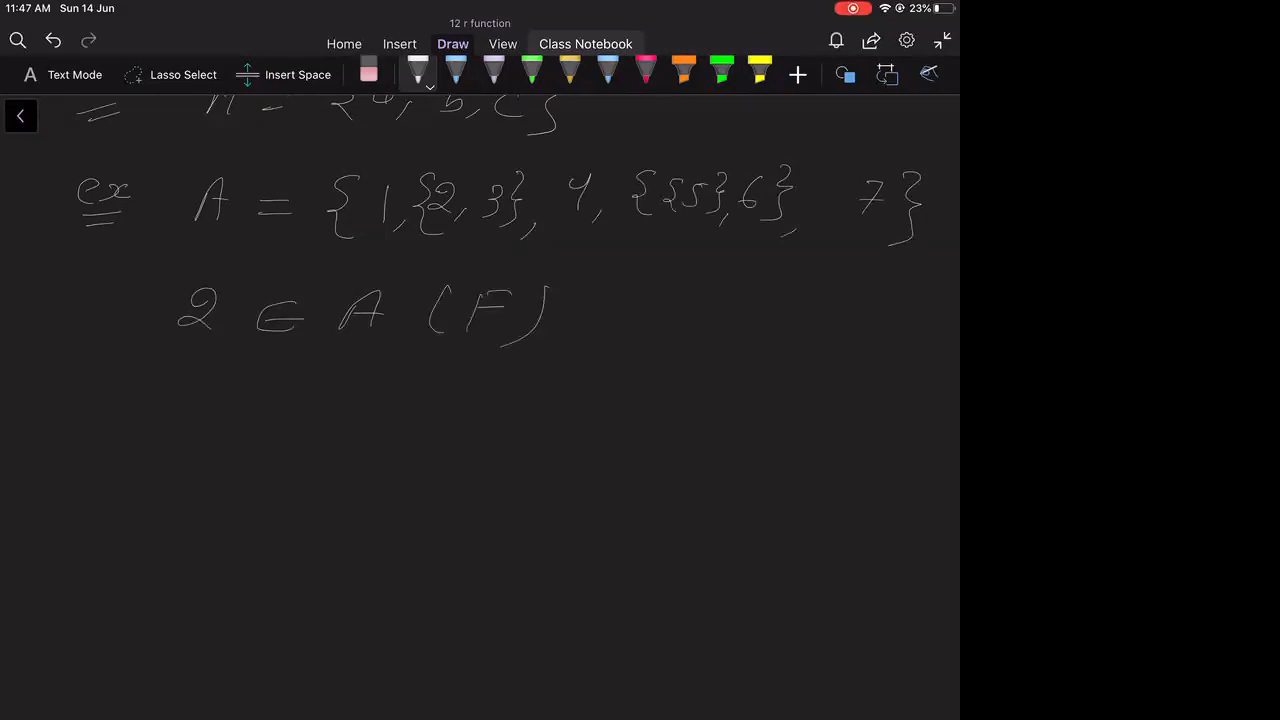 11:47 AM Sun 14 Jun 23%
12 r function
Home Insert Draw View Class Notebook
A Text Mode Lasso Select Insert Space
ex A = {1, {2, 3}, 4, {{5}, 6}, 7}
2 ∈ A (F)